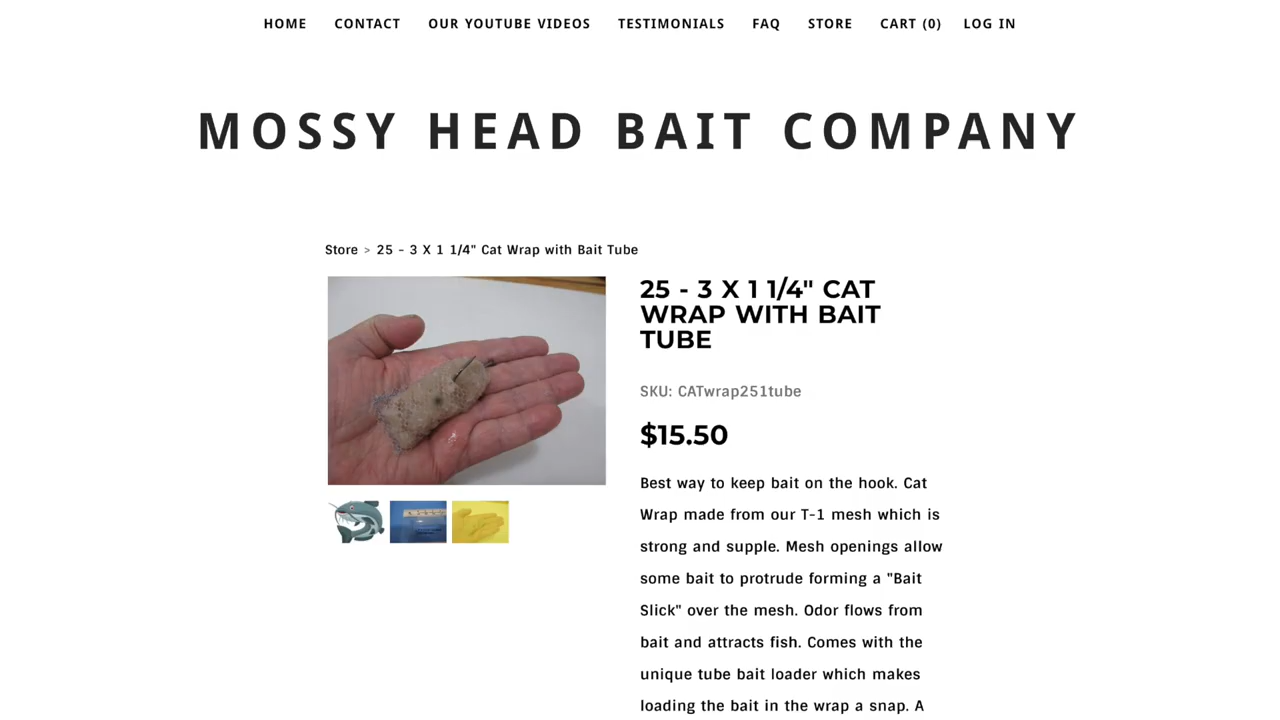 HOME CONTACT OUR YOUTUBE VIDEOS TESTIMONIALS FAQ STORE CART (0) LOG IN
MOSSY HEAD BAIT COMPANY
Store > 25 - 3 X 1 1/4" Cat Wrap with Bait Tube
25 - 3 X 1 1/4" CAT
WRAP WITH BAIT
TUBE
SKU: CATwrap251tube
$15.50
Best way to keep bait on the hook. Cat
Wrap made from our T-1 mesh which is
strong and supple. Mesh openings allow
some bait to protrude forming a "Bait
Slick" over the mesh. Odor flows from
bait and attracts fish. Comes with the
unique tube bait loader which makes
loading the bait in the wrap a snap. A